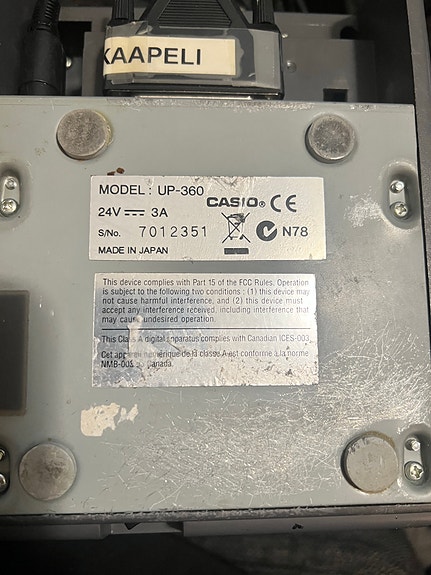 KAAPELI
MODEL : UP-360
CASIO® CE
24V 3A
S/No. 7012351
N78
MADE IN JAPAN
This device complies with Part 15 of the FCC Rules. Operation
is subject to the following two conditions : (1) this device may
not cause harmful interference, and (2) this device must
accept any interference received, including interference that
may cause undesired operation.
This Class A digital apparatus complies with Canadian ICES-003.
Cet appareil numérique de la classe A est conforme à la norme
NMB-003 du Canada.